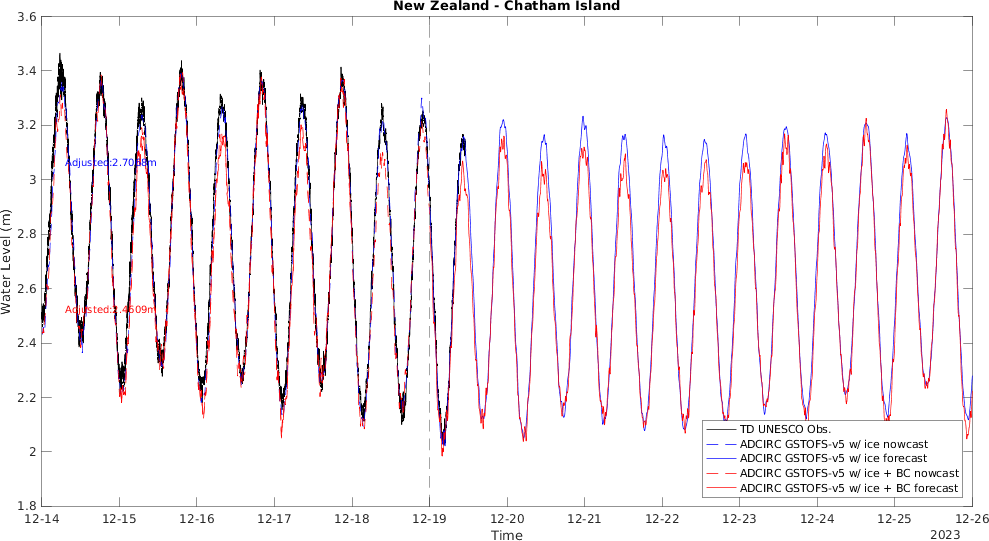 New Zealand - Chatham Island
3.6
3.4
3.2
3
2.8
2.6
2.4
2.2
2
1.8
Water Level (m)
Adjusted:
Adjusted:
12-14
12-15
12-16
12-17
12-18
12-19
12-20
12-21
12-22
12-23
12-24
12-25
12-26
Time
2023
TD UNESCO Obs.
ADCIRC GSTOFS-v5 w/ ice nowcast
ADCIRC GSTOFS-v5 w/ ice forecast
ADCIRC GSTOFS-v5 w/ ice + BC nowcast
ADCIRC GSTOFS-v5 w/ ice + BC forecast